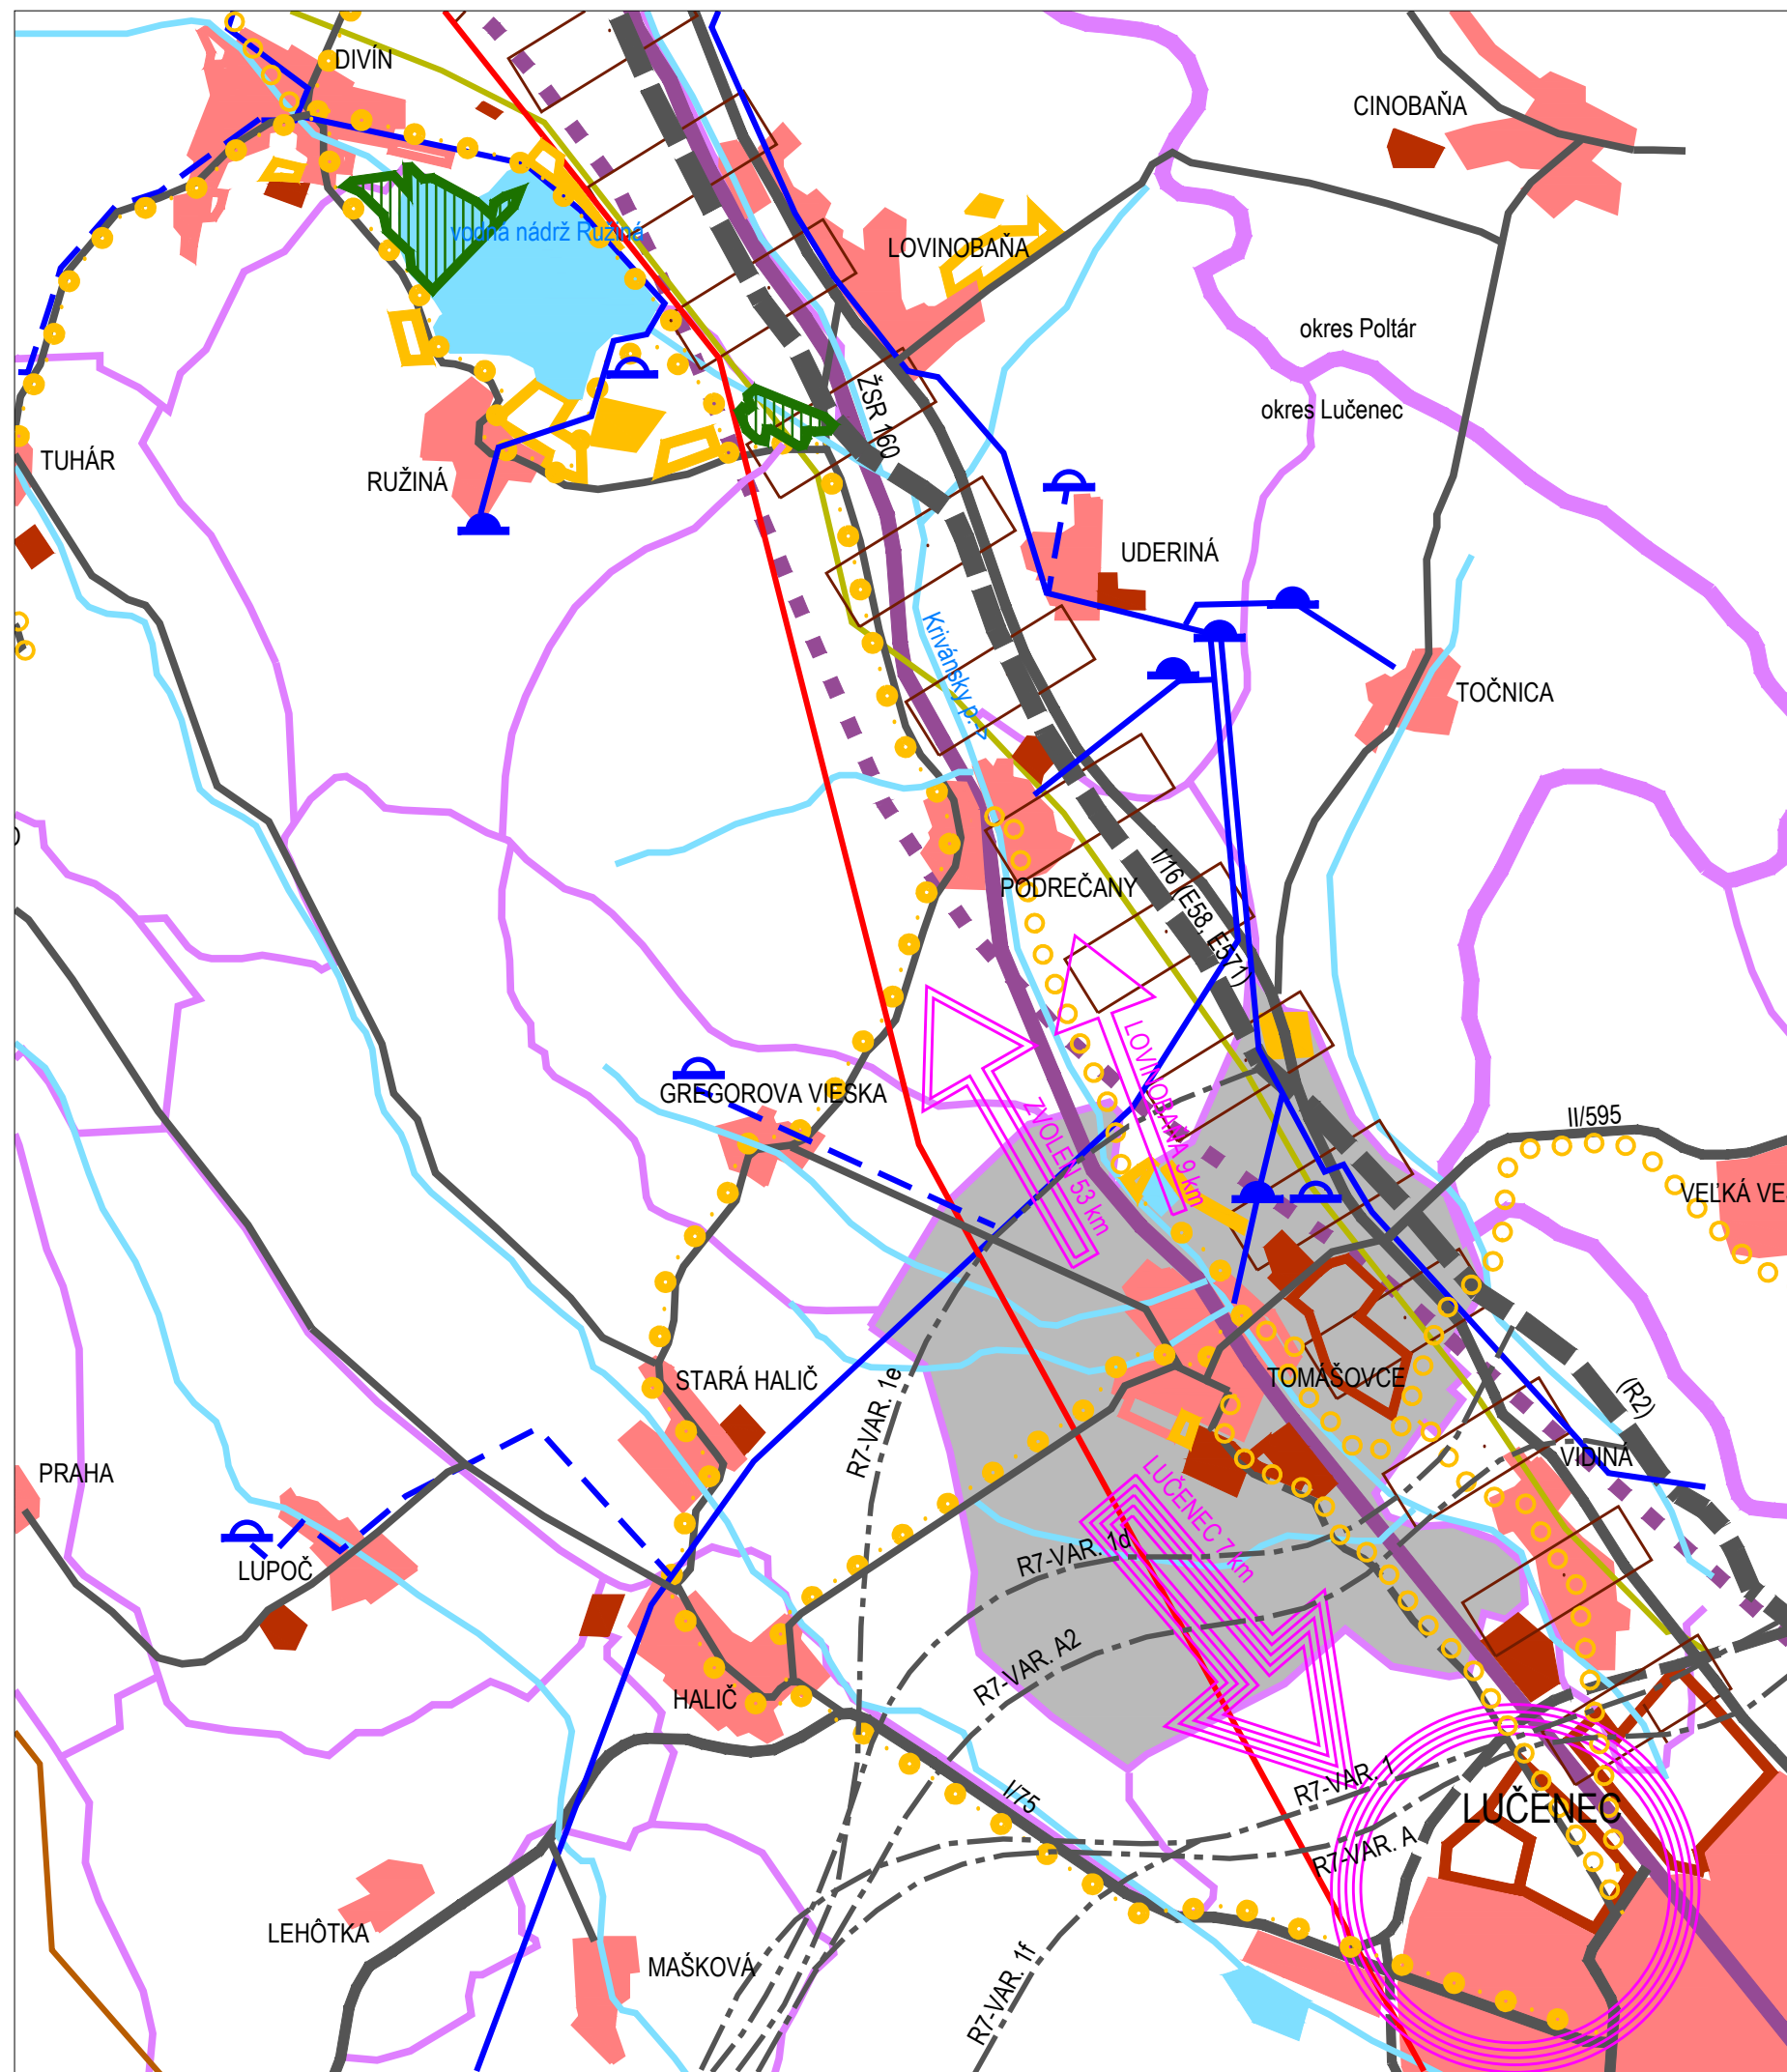 DIVÍN
CINOBAŇA
vodná nádrž Ružiná
LOVINOBAŇA
okres Poltár
okres Lučenec
ŽSR 160
TUHÁR
RUŽINÁ
UDERINÁ
Krivánsky p.->
TOČNICA
PODREČANY
I/16 (E58, E571)
LOVINOBAŇA 9 km
ZVOLEN 53 km
GREGOROVA VIESKA
II/595
VEĽKÁ VE
STARÁ HALIČ
TOMÁŠOVCE
(R2)
R7-VAR. 1e
VIDINÁ
PRAHA
LUČENEC 7 km
R7-VAR. 1d
LUPOČ
R7-VAR. A2
HALIČ
R7-VAR. 1
I/75
LUČENEC
R7-VAR. A
LEHÔTKA
MAŠKOVÁ
R7-VAR. 1f